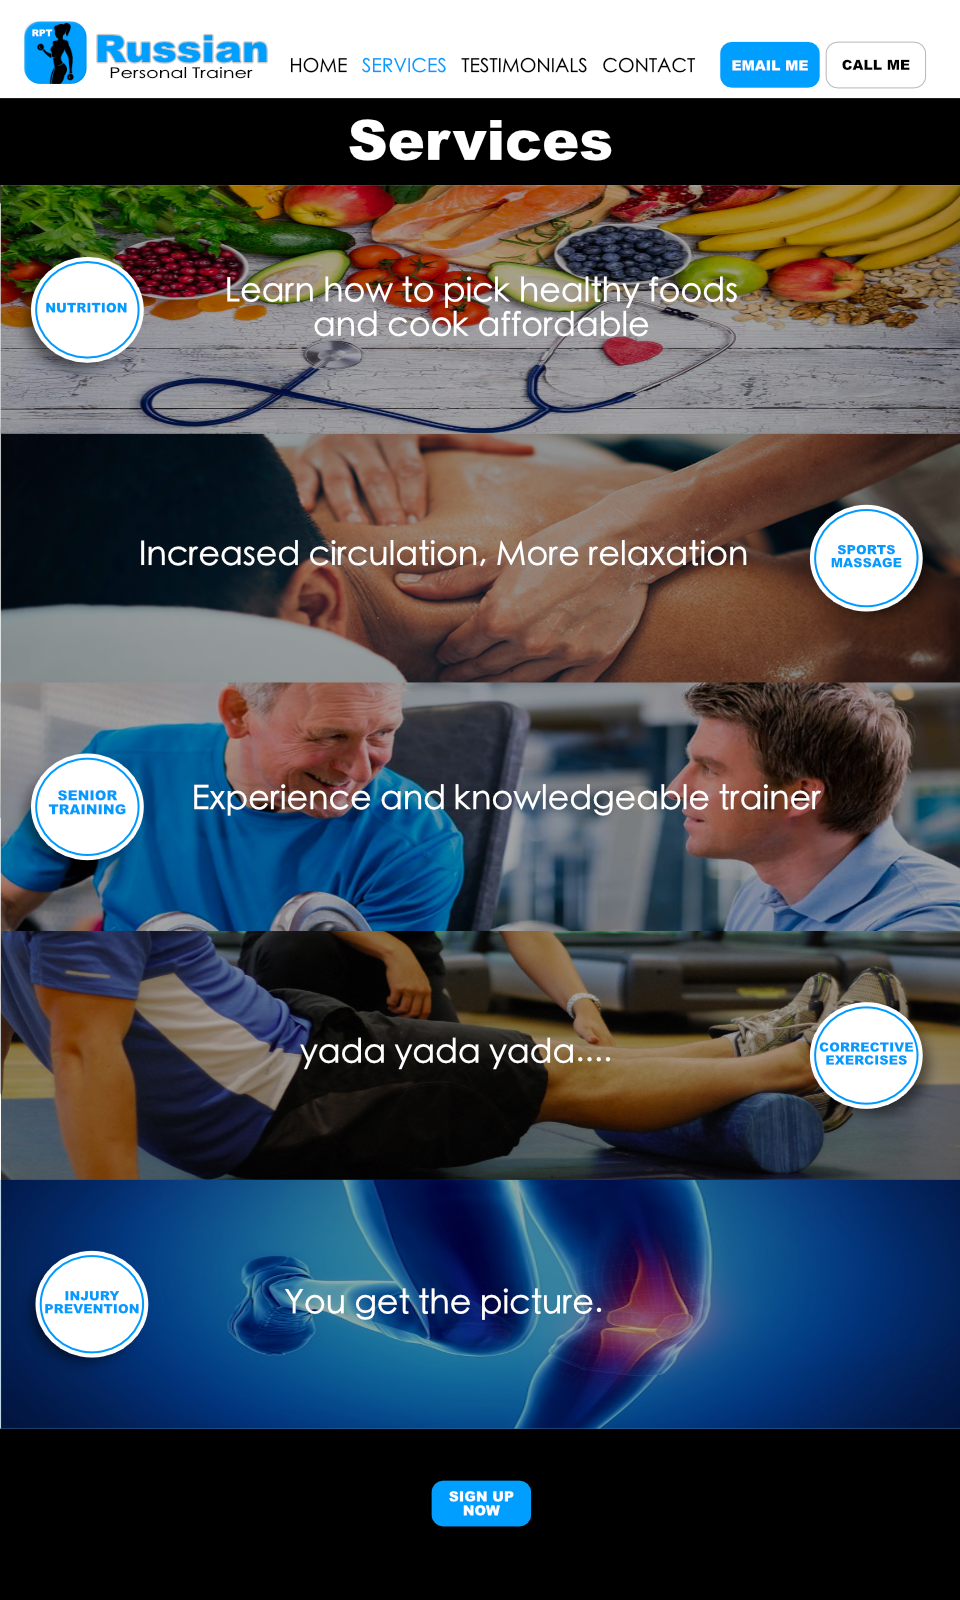 RPT
Russian
Personal Trainer
HOME SERVICES TESTIMONIALS CONTACT
EMAIL ME
CALL ME
Services
NUTRITION
Learn how to pick healthy foods
and cook affordable
Increased circulation, More relaxation
SPORTS
MASSAGE
SENIOR
TRAINING
Experience and knowledgeable trainer
yada yada yada....
CORRECTIVE
EXERCISES
INJURY
PREVENTION
You get the picture.
SIGN UP
NOW